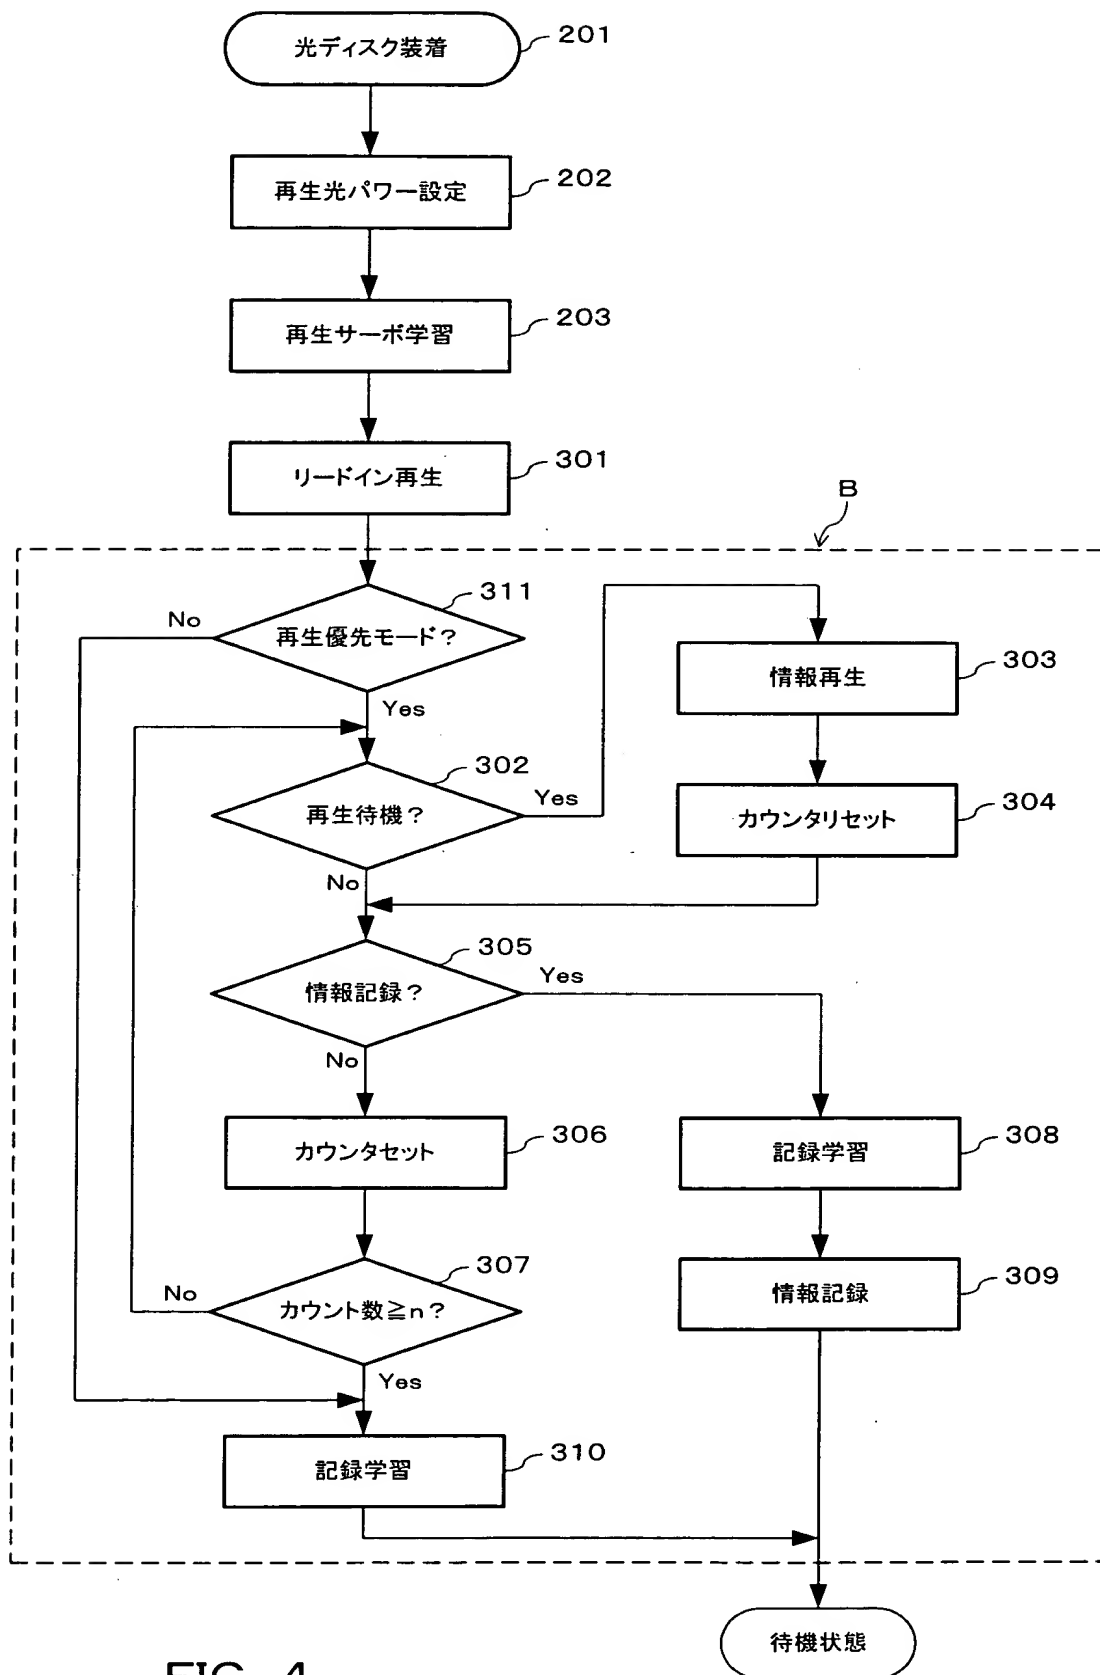 光ディスク装着 201
再生光パワー設定 202
再生サーボ学習 203
リードイン再生 301
B
311
No
再生優先モード?
Yes
情報再生 303
302
再生待機?
Yes
カウンタリセット 304
No
305
情報記録?
Yes
No
カウンタセット 306
記録学習 308
307
No
カウント数≧n?
情報記録 309
Yes
記録学習 310
待機状態
FIG. 4